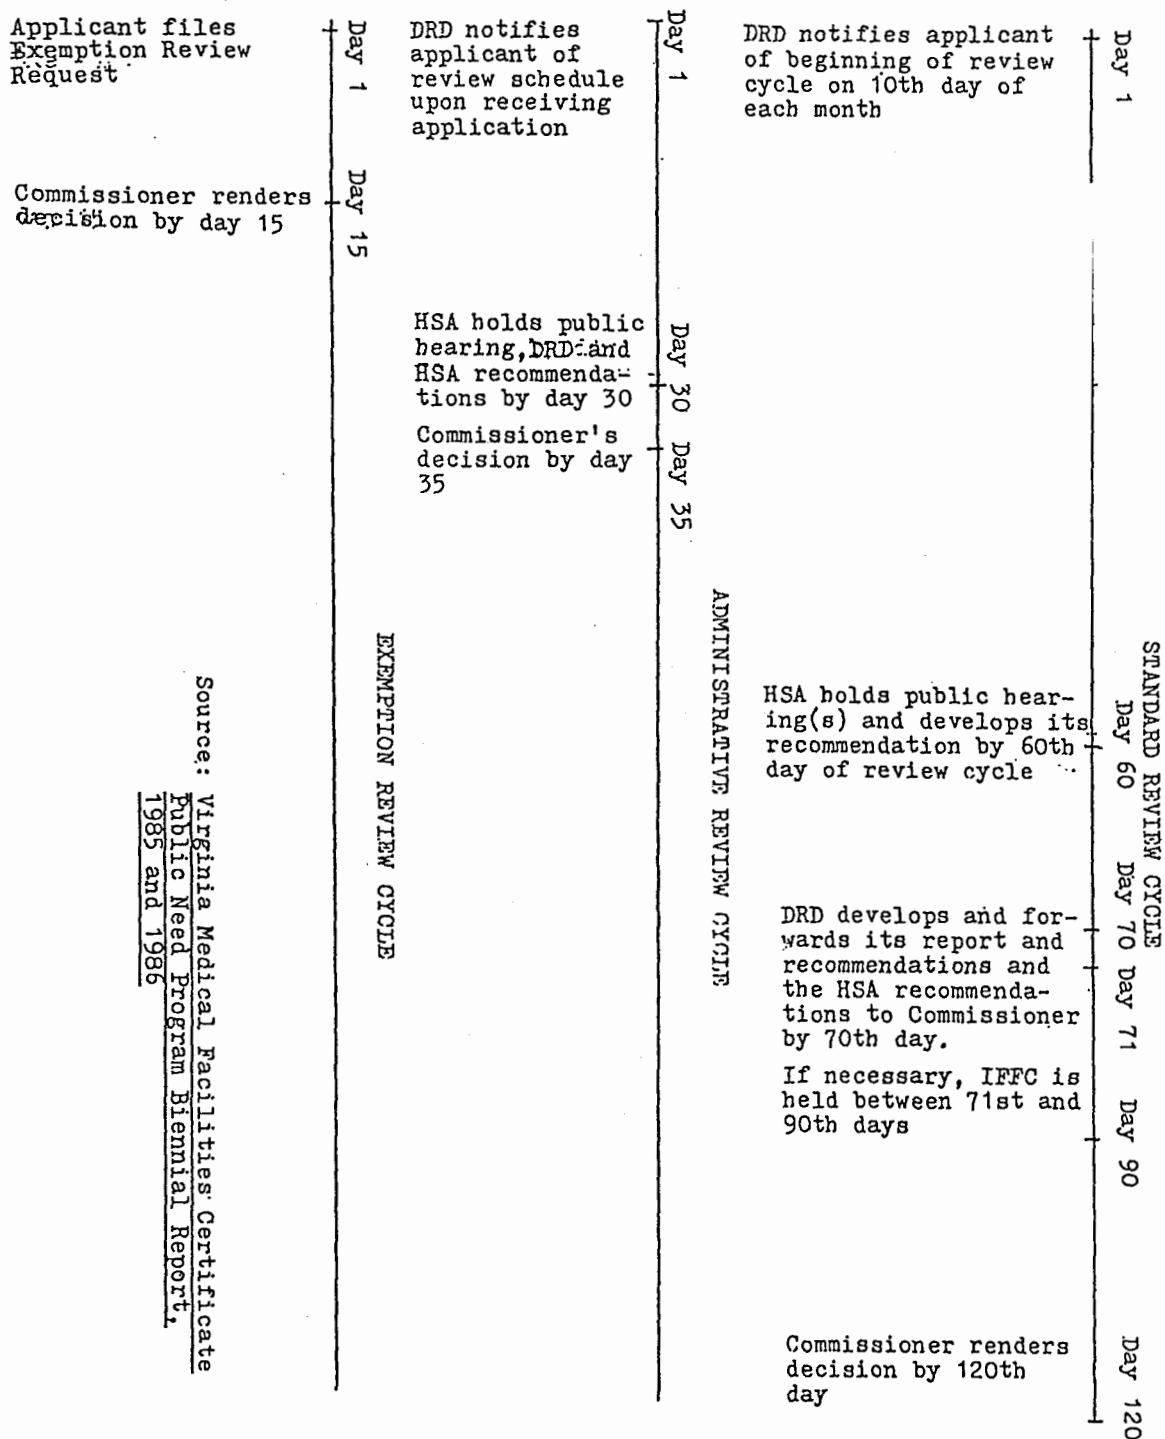 Applicant files
Exemption Review
Request
Day 1
Commissioner renders
decision by day 15
Day 15
EXEMPTION REVIEW CYCLE
DRD notifies
applicant of
review schedule
upon receiving
application
Day 1
HSA holds public
hearing, DRD and
HSA recommenda-
tions by day 30
Day 30
Commissioner's
decision by day
35
Day 35
ADMINISTRATIVE REVIEW CYCLE
DRD notifies applicant
of beginning of review
cycle on 10th day of
each month
Day 1
HSA holds public hear-
ing(s) and develops its
recommendation by 60th
day of review cycle
Day 60
DRD develops and for-
wards its report and
recommendations and
the HSA recommenda-
tions to Commissioner
by 70th day.
Day 70
Day 71
If necessary, IFFC is
held between 71st and
90th days
Day 90
Commissioner renders
decision by 120th
day
Day 120
STANDARD REVIEW CYCLE
Source: Virginia Medical Facilities Certificate
Public Need Program Biennial Report,
1985 and 1986